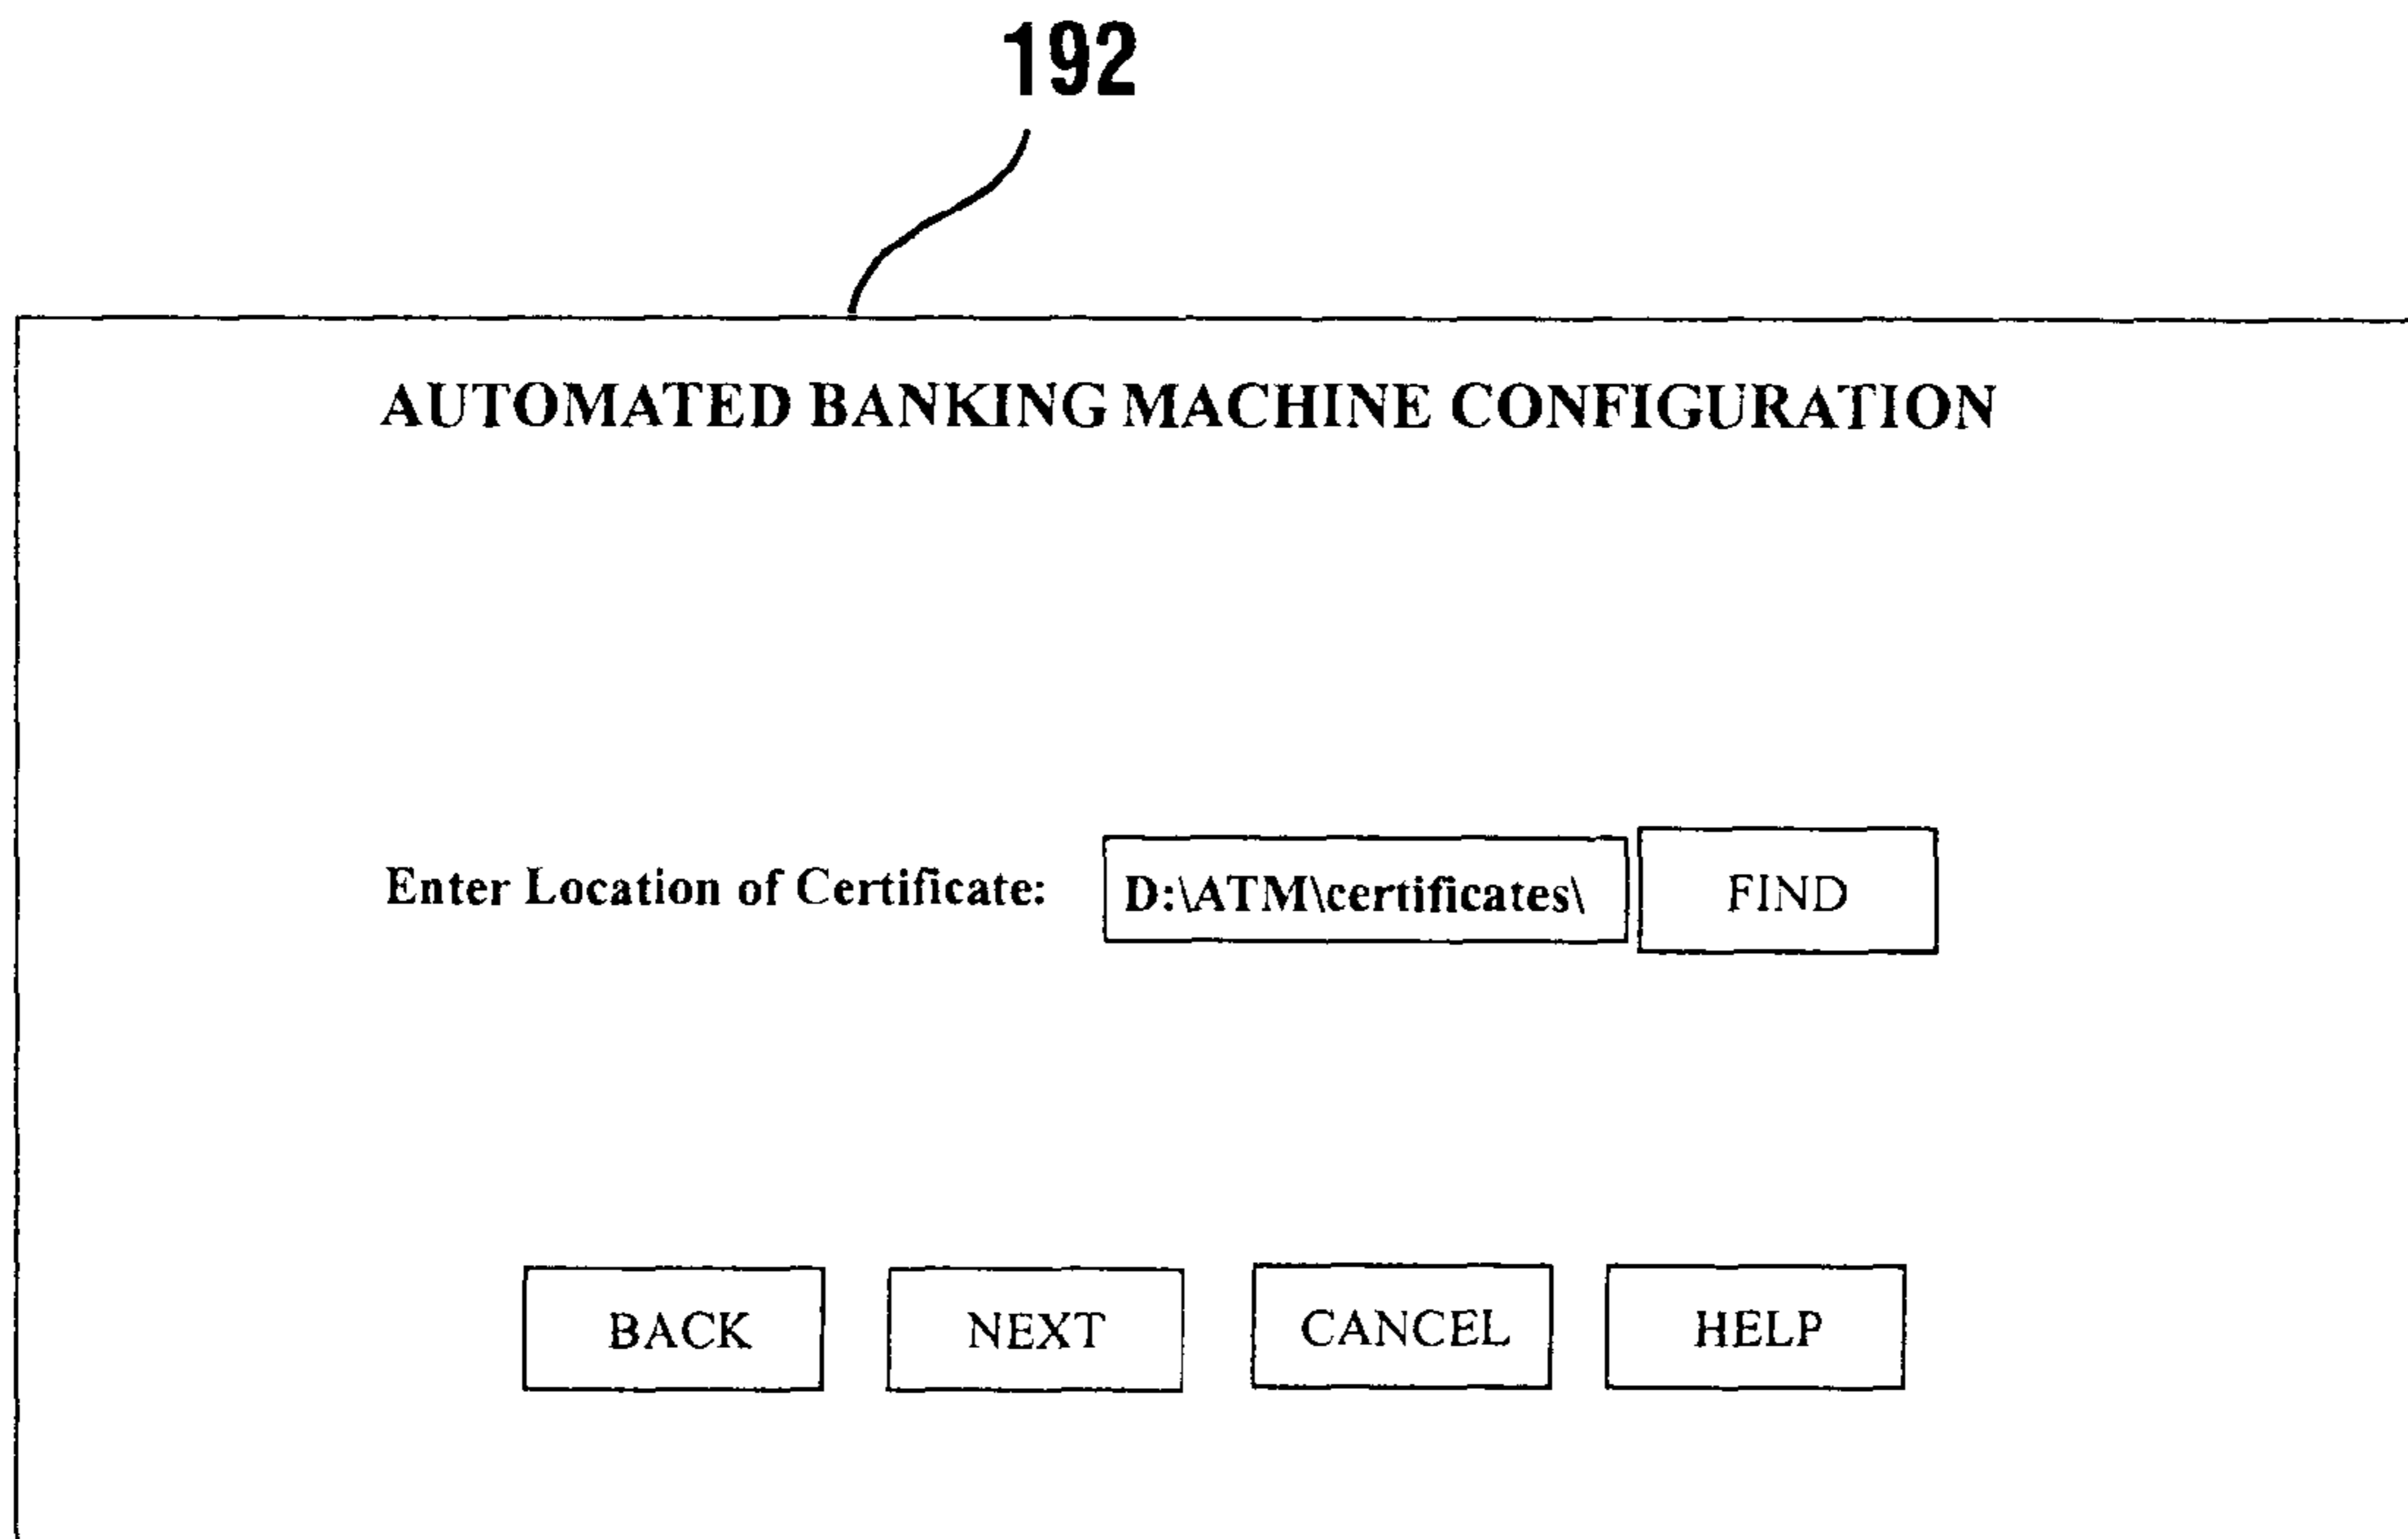 192
AUTOMATED BANKING MACHINE CONFIGURATION
Enter Location of Certificate: D:\ATM\certificates\ FIND
BACK NEXT CANCEL HELP